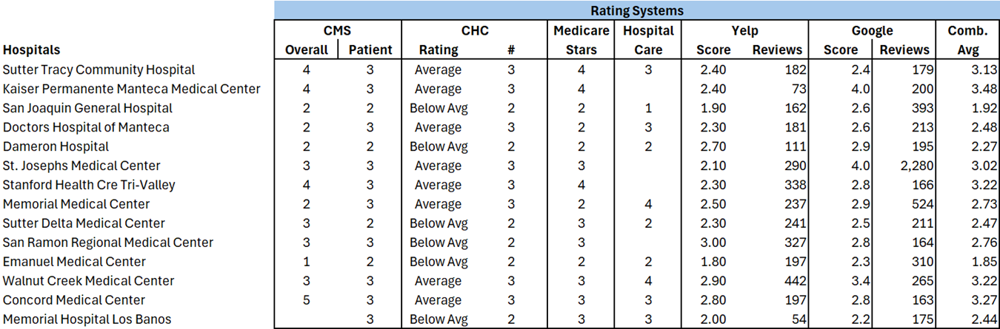 Rating Systems
CMS CHC Medicare Hospital Yelp Google Comb.
Hospitals Overall Patient Rating # Stars Care Score Reviews Score Reviews Avg
Sutter Tracy Community Hospital 4 3 Average 3 4 3 2.40 182 2.4 179 3.13
Kaiser Permanente Manteca Medical Center 4 3 Average 3 4 2.40 73 4.0 200 3.48
San Joaquin General Hospital 2 2 Below Avg 2 2 1 1.90 162 2.6 393 1.92
Doctors Hospital of Manteca 2 3 Average 3 2 3 2.30 181 2.6 213 2.48
Dameron Hospital 2 2 Below Avg 2 2 2 2.70 111 2.9 195 2.27
St. Josephs Medical Center 3 3 Average 3 3 2.10 290 4.0 2,280 3.02
Stanford Health Cre Tri-Valley 4 3 Average 3 4 2.30 338 2.8 166 3.22
Memorial Medical Center 2 3 Average 3 2 4 2.50 237 2.9 524 2.73
Sutter Delta Medical Center 3 2 Below Avg 2 3 2 2.30 241 2.5 211 2.47
San Ramon Regional Medical Center 3 3 Below Avg 2 3 3.00 327 2.8 164 2.76
Emanuel Medical Center 1 2 Below Avg 2 2 2 1.80 197 2.3 310 1.85
Walnut Creek Medical Center 3 3 Average 3 3 4 2.90 442 3.4 265 3.22
Concord Medical Center 5 3 Average 3 3 3 2.80 197 2.8 163 3.27
Memorial Hospital Los Banos 3 Below Avg 2 3 3 2.00 54 2.2 175 2.44